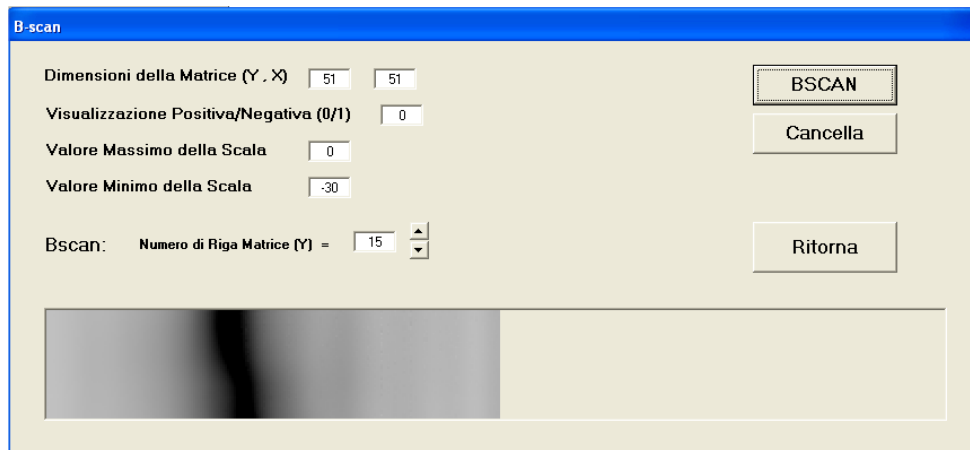 B-scan
Dimensioni della Matrice (Y , X) 51 51
BSCAN
Visualizzazione Positiva/Negativa (0/1) 0
Cancella
Valore Massimo della Scala 0
Valore Minimo della Scala -30
Bscan: Numero di Riga Matrice (Y) = 15
Ritorna